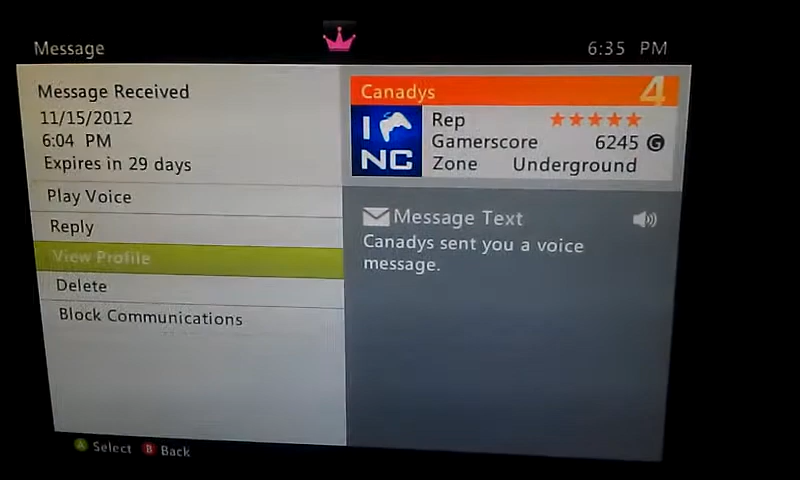 Message
6:35 PM
Message Received
11/15/2012
6:04 PM
Expires in 29 days
Play Voice
Reply
View Profile
Delete
Block Communications
Canadys
4
I
NC
Rep
Gamerscore 6245 G
Zone Underground
Message Text
Canadys sent you a voice
message.
A Select B Back